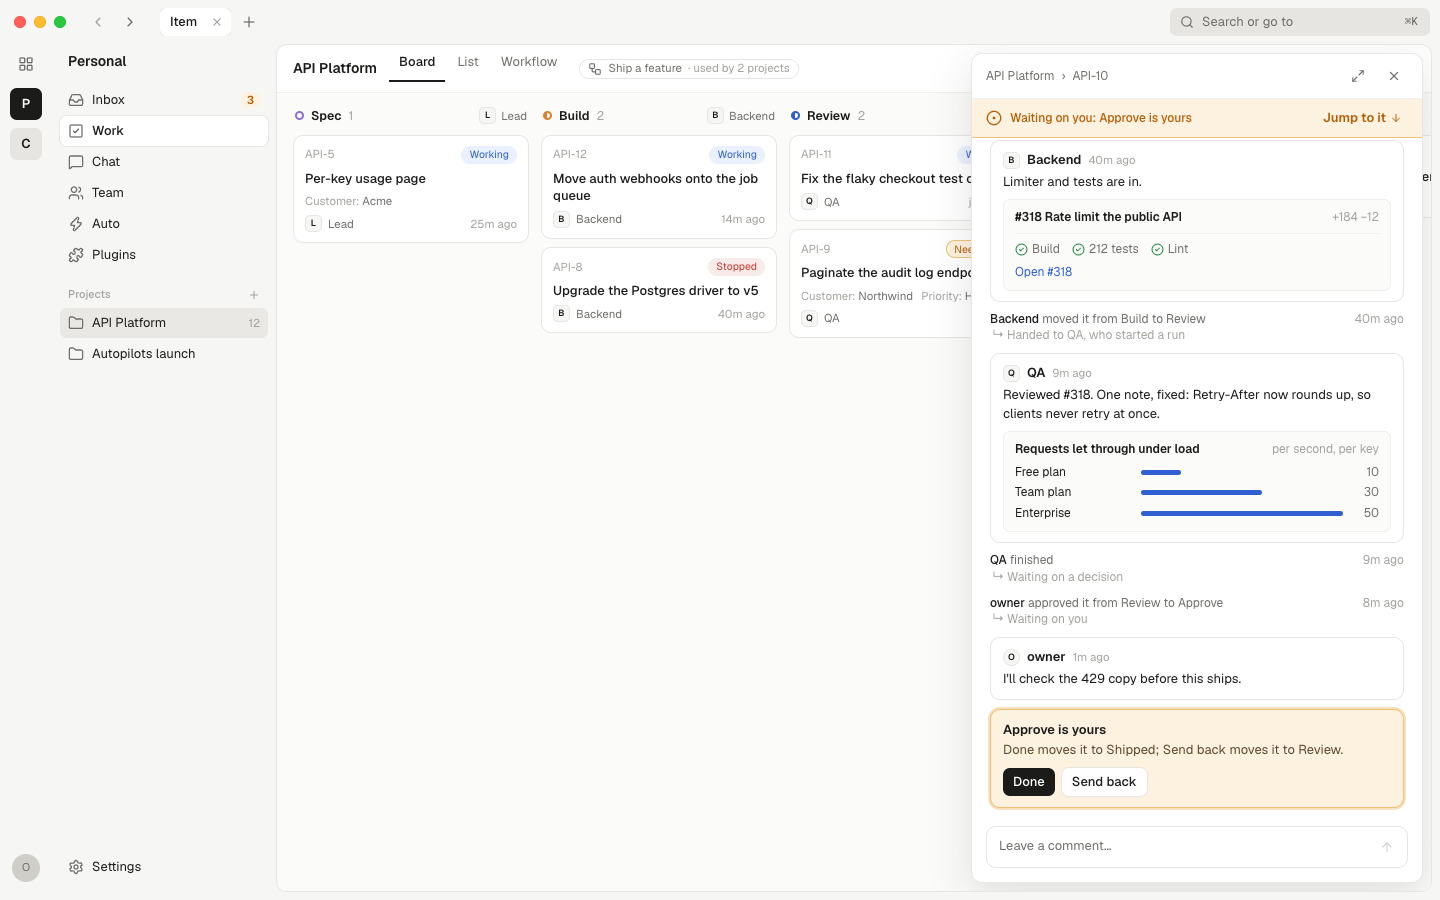 Item
Search or go to
⌘K
P
C
Personal
Inbox 3
Work
Chat
Team
Auto
Plugins
Projects
API Platform 12
Autopilots launch
O
Settings
API Platform
Board
List
Workflow
Ship a feature · used by 2 projects
Spec 1
L Lead
API-5 Working
Per-key usage page
Customer: Acme
L Lead 25m ago
Build 2
B Backend
API-12 Working
Move auth webhooks onto the job
queue
B Backend 14m ago
API-8 Stopped
Upgrade the Postgres driver to v5
B Backend 40m ago
Review 2
API-11
Fix the flaky checkout test
Q QA
API-9
Paginate the audit log
Customer: Northwind Priority:
Q QA
API Platform › API-10
Waiting on you: Approve is yours
Jump to it ↓
B Backend 40m ago
Limiter and tests are in.
#318 Rate limit the public API +184 −12
Build 212 tests Lint
Open #318
Backend moved it from Build to Review 40m ago
Handed to QA, who started a run
Q QA 9m ago
Reviewed #318. One note, fixed: Retry-After now rounds up, so
clients never retry at once.
Requests let through under load per second, per key
Free plan 10
Team plan 30
Enterprise 50
QA finished 9m ago
Waiting on a decision
owner approved it from Review to Approve 8m ago
Waiting on you
O owner 1m ago
I'll check the 429 copy before this ships.
Approve is yours
Done moves it to Shipped; Send back moves it to Review.
Done
Send back
Leave a comment…